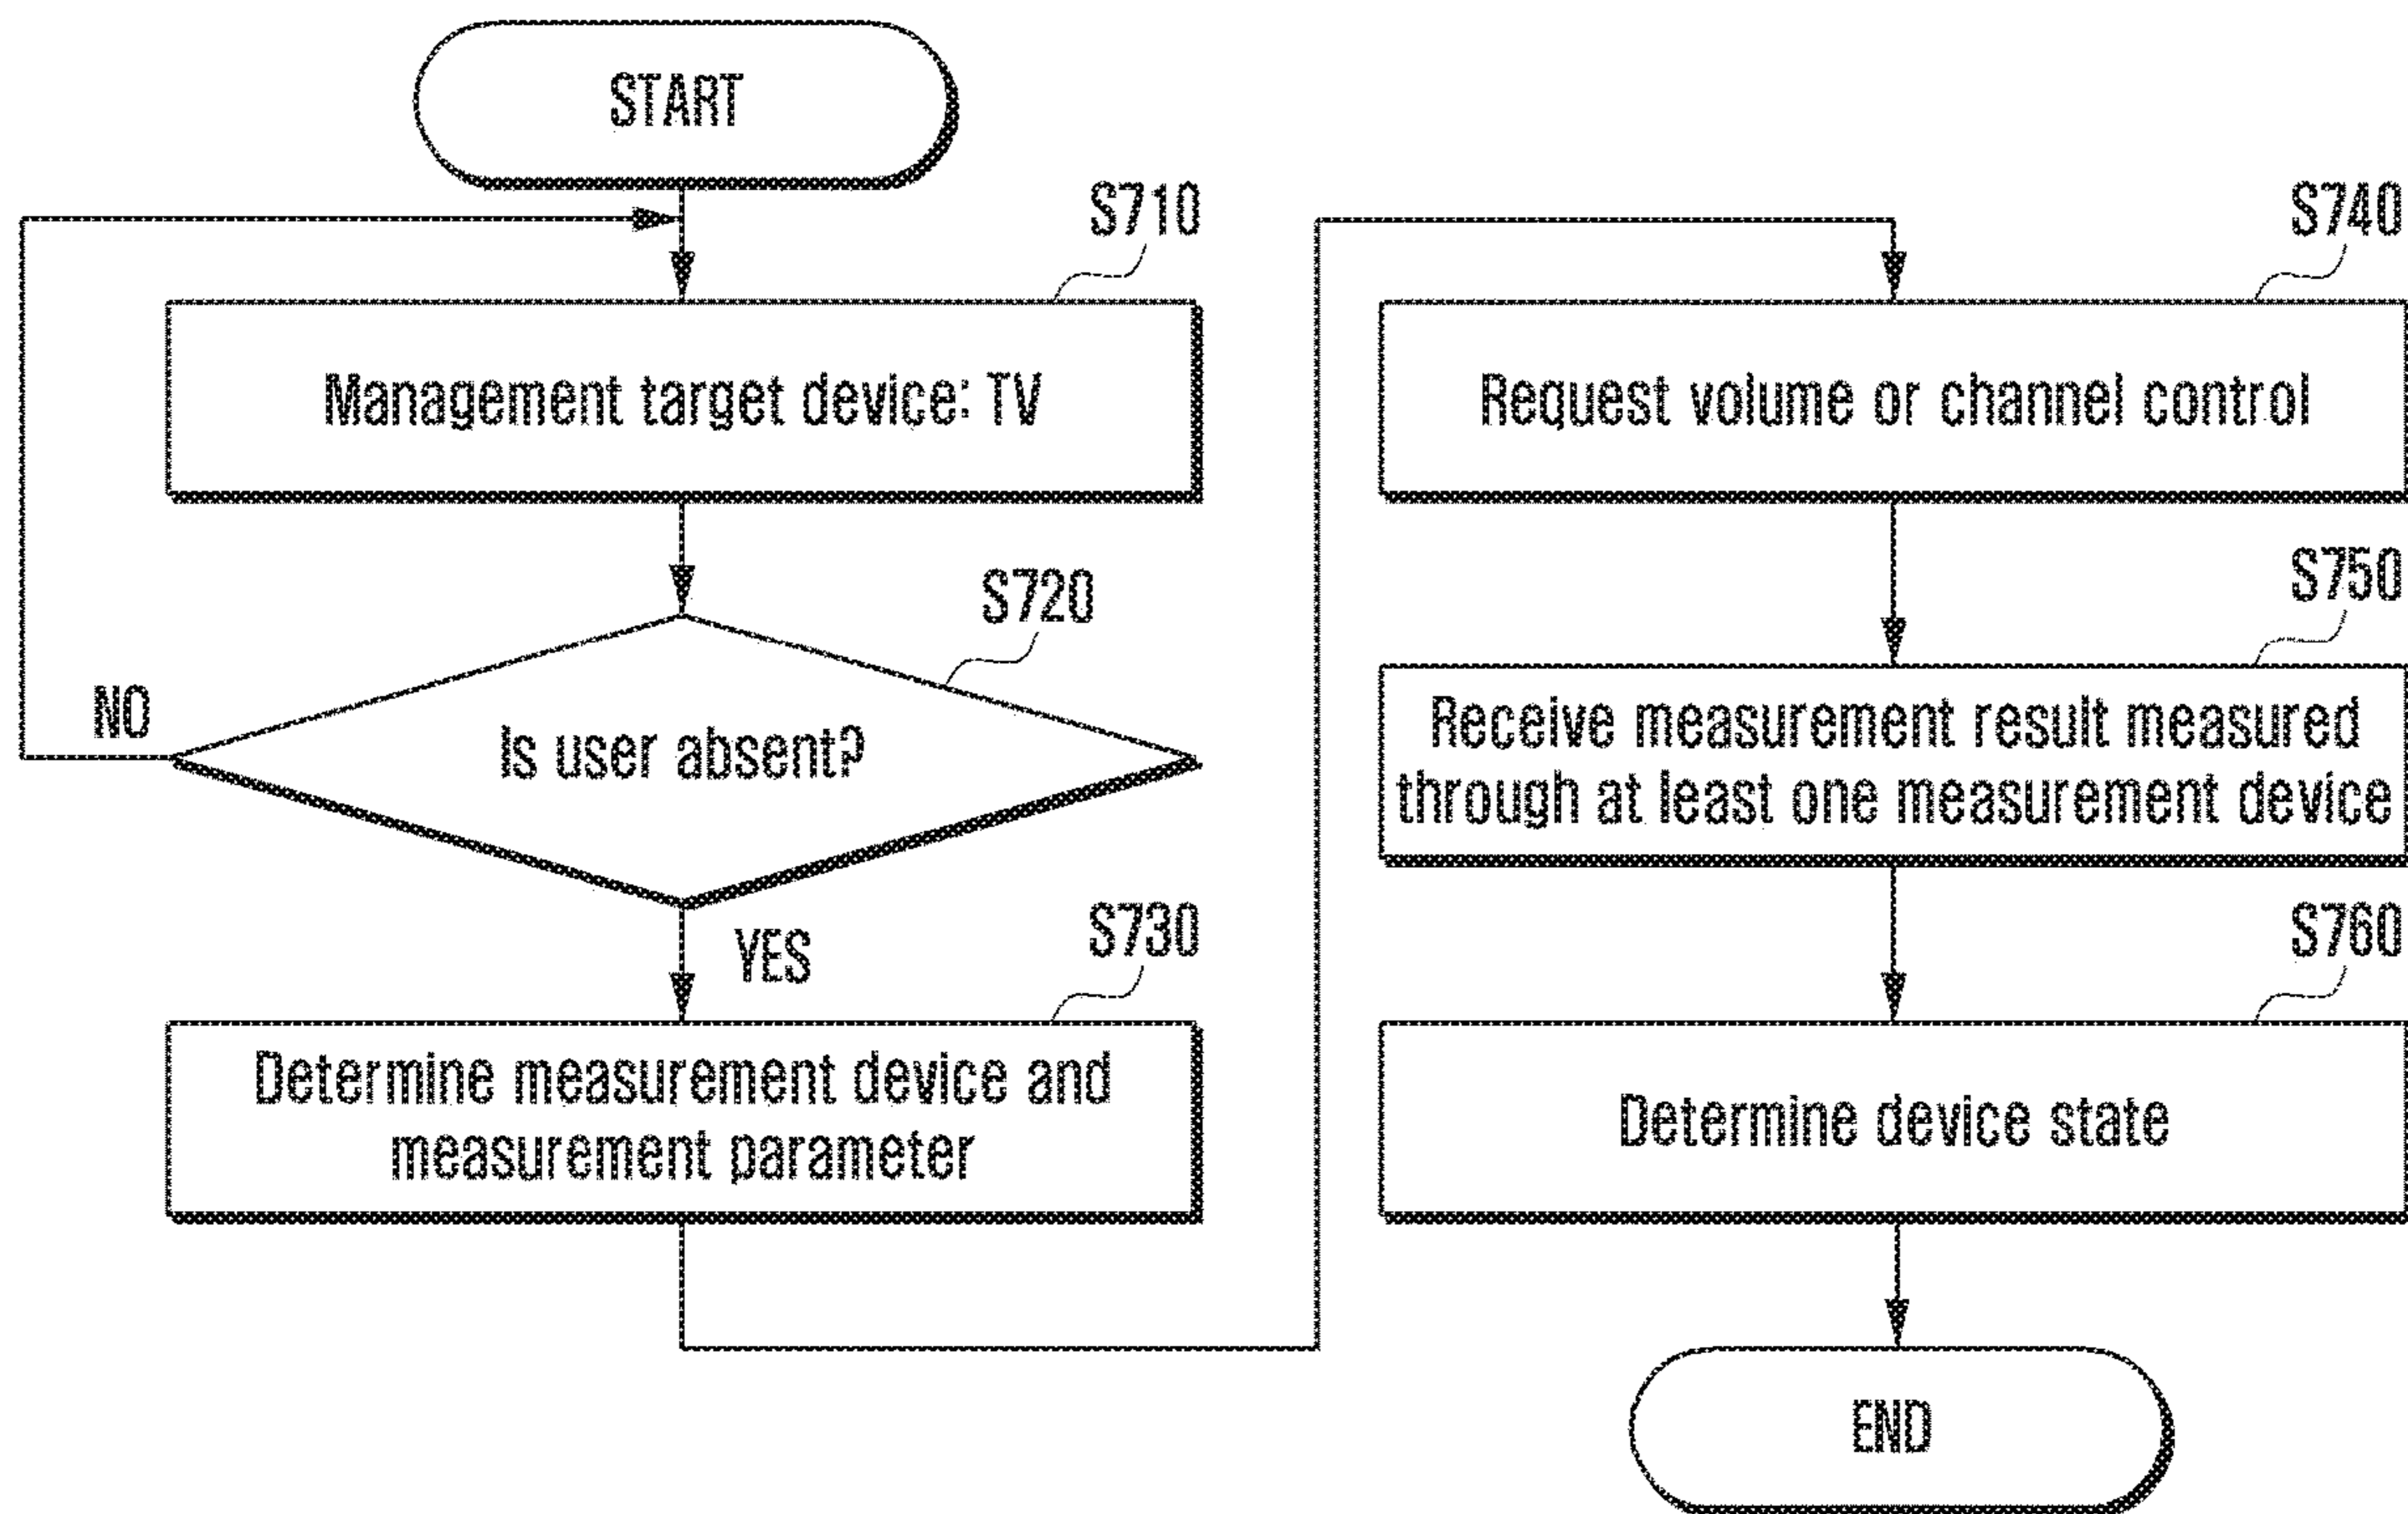 START
S710
Management target device: TV
S720
Is user absent?
NO
YES
S730
Determine measurement device and
measurement parameter
S740
Request volume or channel control
S750
Receive measurement result measured
through at least one measurement device
S760
Determine device state
END